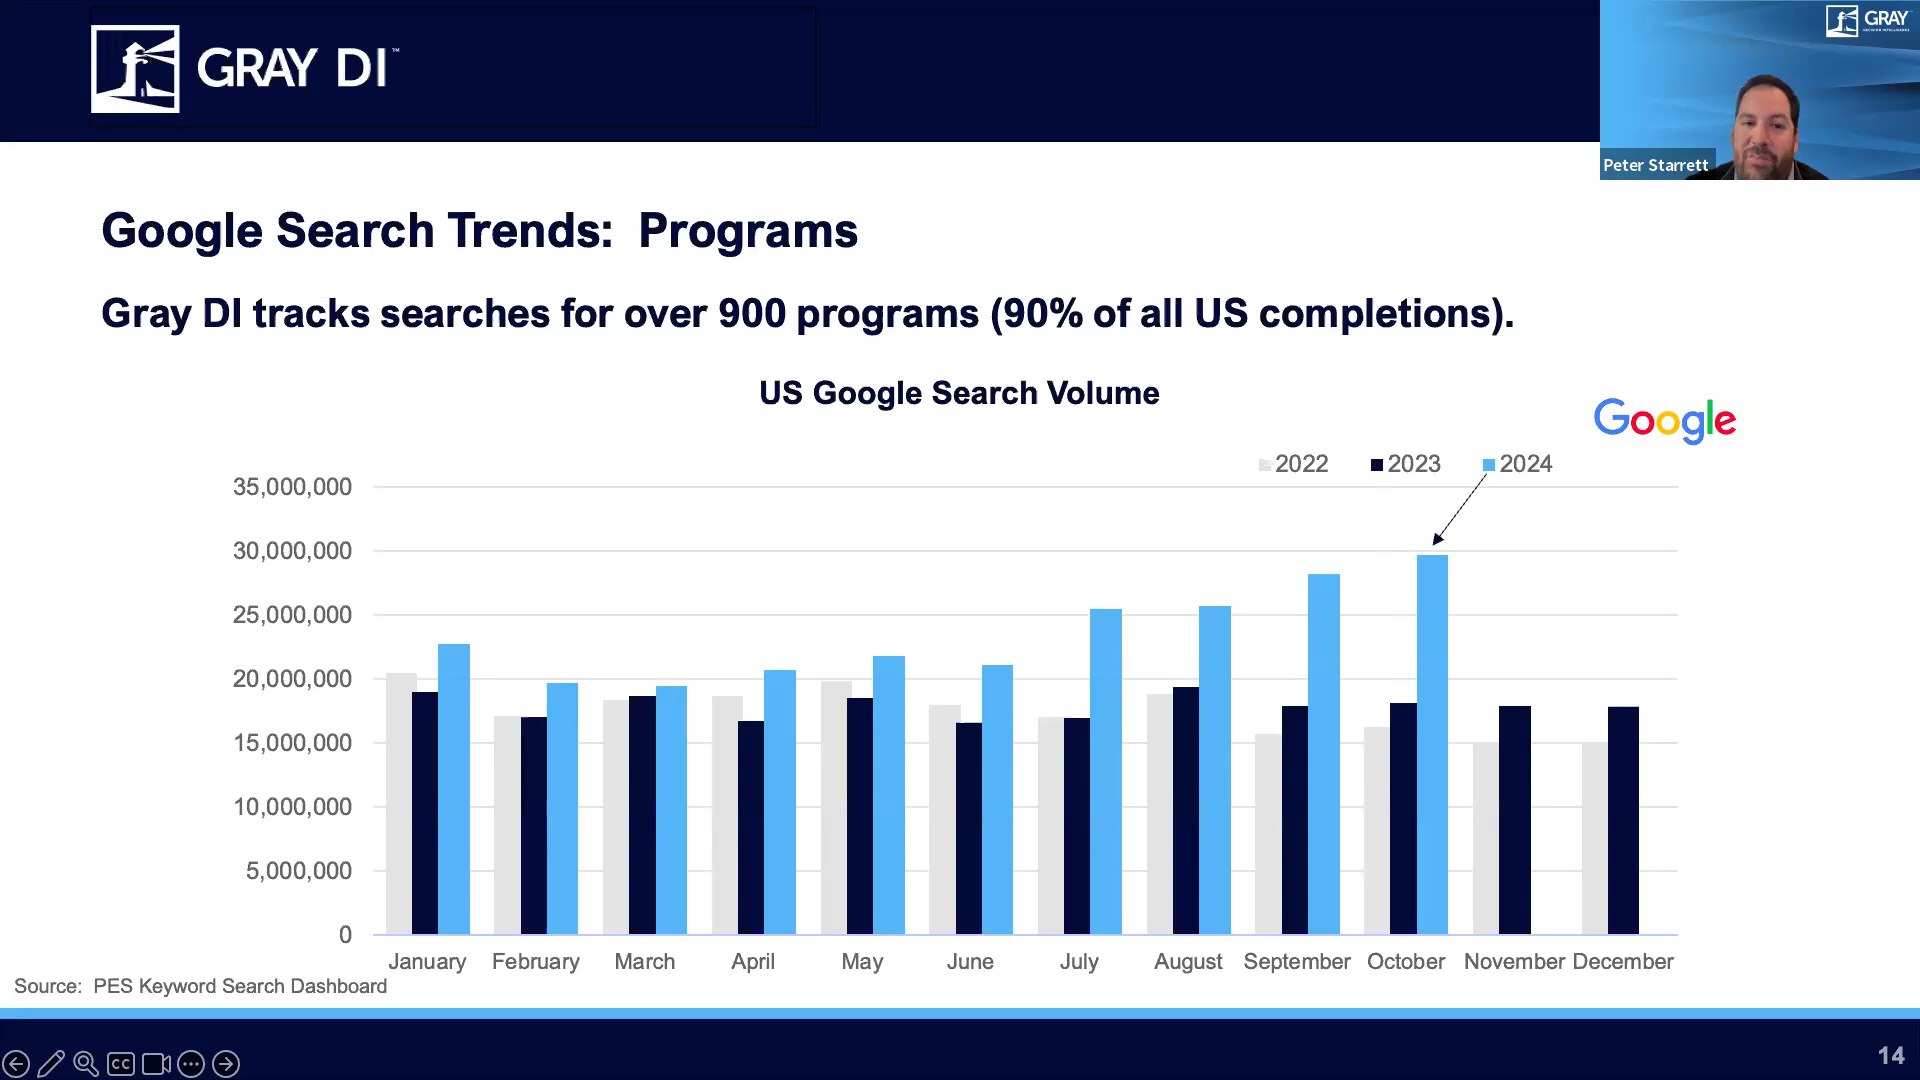 GRAY DI™
GRAY
Peter Starrett
Google Search Trends:  Programs
Gray DI tracks searches for over 900 programs (90% of all US completions).
US Google Search Volume
Google
2022 2023 2024
35,000,000
30,000,000
25,000,000
20,000,000
15,000,000
10,000,000
5,000,000
0
January February March April May June July August September October November December
Source:  PES Keyword Search Dashboard
CC
14